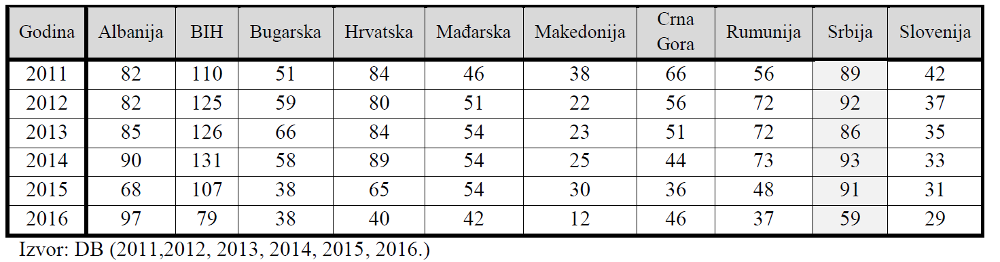 Godina Albanija BIH Bugarska Hrvatska Mađarska Makedonija Crna Gora Rumunija Srbija Slovenija
2011 82 110 51 84 46 38 66 56 89 42
2012 82 125 59 80 51 22 56 72 92 37
2013 85 126 66 84 54 23 51 72 86 35
2014 90 131 58 89 54 25 44 73 93 33
2015 68 107 38 65 54 30 36 48 91 31
2016 97 79 38 40 42 12 46 37 59 29
Izvor: DB (2011,2012, 2013, 2014, 2015, 2016.)